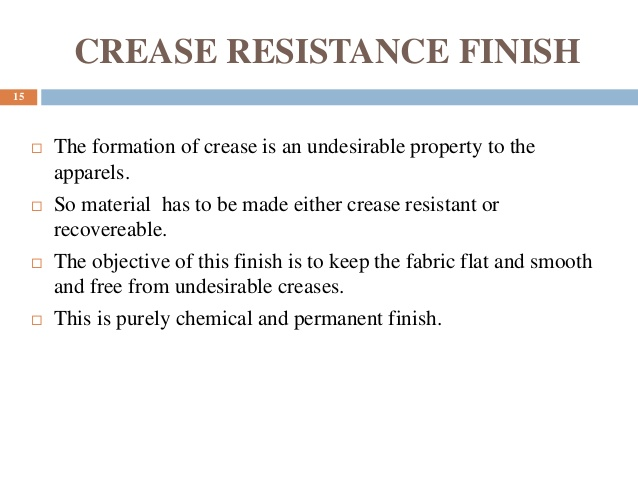 CREASE RESISTANCE FINISH
15
The formation of crease is an undesirable property to the
apparels.
So material  has to be made either crease resistant or
recovereable.
The objective of this finish is to keep the fabric flat and smooth
and free from undesirable creases.
This is purely chemical and permanent finish.